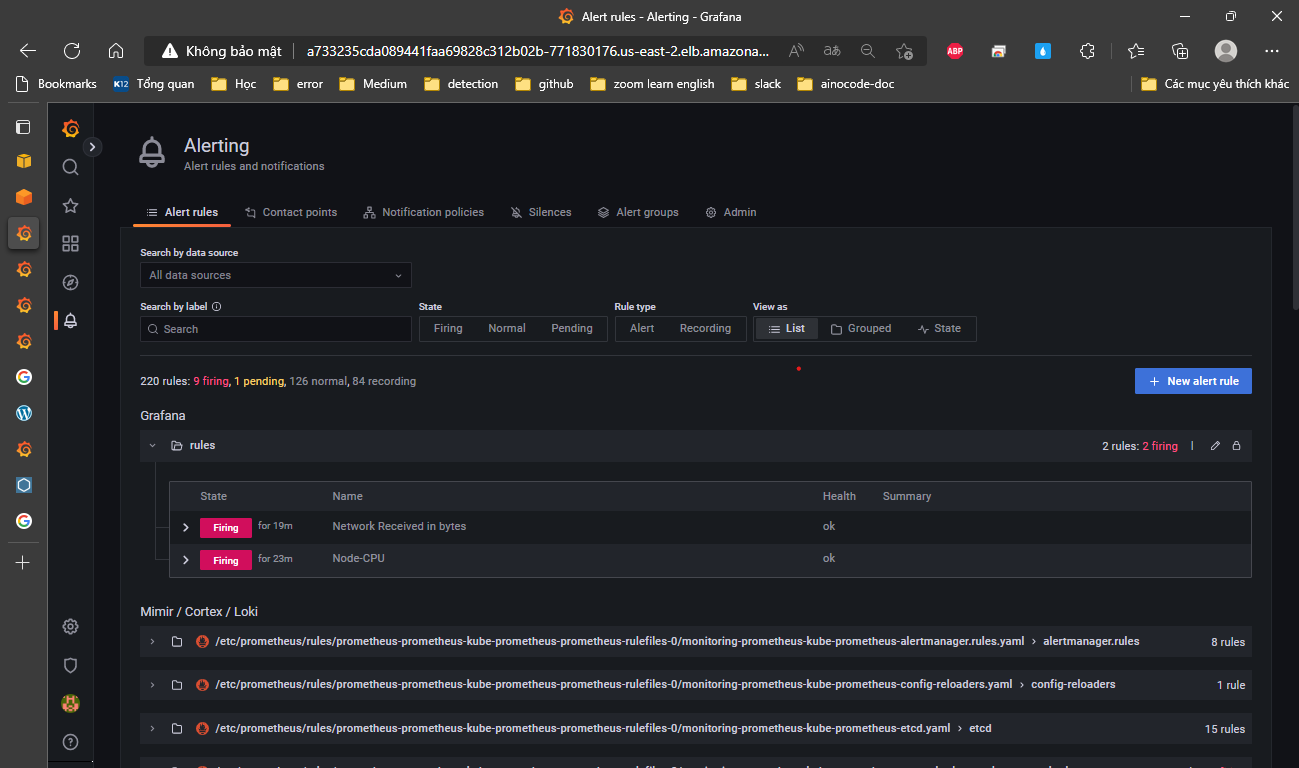 Alert rules - Alerting - Grafana
Không bảo mật
a733235cda089441faa69828c312b02b-771830176.us-east-2.elb.amazona...
A
aあ
ABP
Bookmarks
K12 Tổng quan
Học
error
Medium
detection
github
zoom learn english
slack
ainocode-doc
Các mục yêu thích khác
Alerting
Alert rules and notifications
Alert rules
Contact points
Notification policies
Silences
Alert groups
Admin
Search by data source
All data sources
Search by label
State
Rule type
View as
Search
Firing
Normal
Pending
Alert
Recording
List
Grouped
State
220 rules: 9 firing, 1 pending, 126 normal, 84 recording
+ New alert rule
Grafana
rules
2 rules: 2 firing
State
Name
Health
Summary
Firing
for 19m
Network Received in bytes
ok
Firing
for 23m
Node-CPU
ok
Mimir / Cortex / Loki
/etc/prometheus/rules/prometheus-prometheus-kube-prometheus-prometheus-rulefiles-0/monitoring-prometheus-kube-prometheus-alertmanager.rules.yaml > alertmanager.rules
8 rules
/etc/prometheus/rules/prometheus-prometheus-kube-prometheus-prometheus-rulefiles-0/monitoring-prometheus-kube-prometheus-config-reloaders.yaml > config-reloaders
1 rule
/etc/prometheus/rules/prometheus-prometheus-kube-prometheus-prometheus-rulefiles-0/monitoring-prometheus-kube-prometheus-etcd.yaml > etcd
15 rules